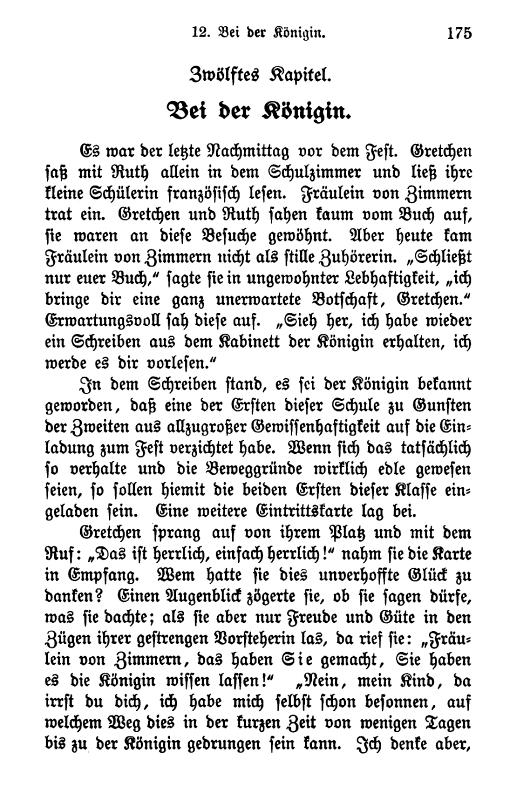 12. Bei der Königin. 175
Zwölftes Kapitel.
Bei der Königin.
Es war der letzte Nachmittag vor dem Fest. Gretchen
saß mit Ruth allein in dem Schulzimmer und ließ ihre
kleine Schülerin französisch lesen. Fräulein von Zimmern
trat ein. Gretchen und Ruth sahen kaum vom Buch auf,
sie waren an diese Besuche gewöhnt. Aber heute kam
Fräulein von Zimmern nicht als stille Zuhörerin. „Schließt
nur euer Buch,“ sagte sie in ungewohnter Lebhaftigkeit, „ich
bringe dir eine ganz unerwartete Botschaft, Gretchen.“
Erwartungsvoll sah diese auf. „Sieh her, ich habe wieder
ein Schreiben aus dem Kabinett der Königin erhalten, ich
werde es dir vorlesen.“
In dem Schreiben stand, es sei der Königin bekannt
geworden, daß eine der Ersten dieser Schule zu Gunsten
der Zweiten aus allzugroßer Gewissenhaftigkeit auf die Ein-
ladung zum Fest verzichtet habe. Wenn sich das tatsächlich
so verhalte und die Beweggründe wirklich edle gewesen
seien, so sollen hiemit die beiden Ersten dieser Klasse ein-
geladen sein. Eine weitere Eintrittskarte lag bei.
Gretchen sprang auf von ihrem Platz und mit dem
Ruf: „Das ist herrlich, einfach herrlich!“ nahm sie die Karte
in Empfang. Wem hatte sie dies unverhoffte Glück zu
danken? Einen Augenblick zögerte sie, ob sie sagen dürfe,
was sie dachte; als sie aber nur Freude und Güte in den
Zügen ihrer gestrengen Vorsteherin las, da rief sie: „Fräu-
lein von Zimmern, das haben Sie gemacht, Sie haben
es die Königin wissen lassen!“ „Nein, mein Kind, da
irrst du dich, ich habe mich selbst schon besonnen, auf
welchem Weg dies in der kurzen Zeit von wenigen Tagen
bis zu der Königin gedrungen sein kann. Ich denke aber,